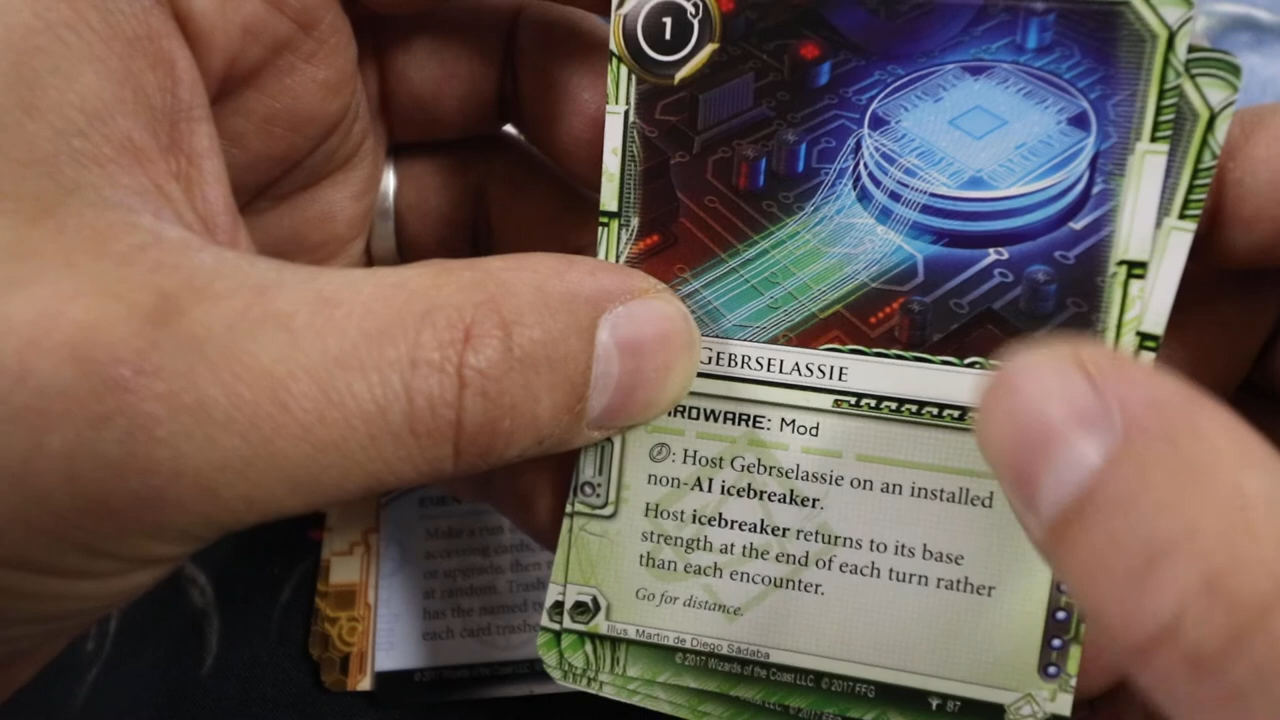 1
GEBRSELASSIE
RDWARE: Mod
: Host Gebrselassie on an installed
non-AI icebreaker.
Host icebreaker returns to its base
strength at the end of each turn rather
than each encounter.
Go for distance.
Illus. Martin de Diego Sádaba
© 2017 Wizards of the Coast LLC. © 2017 FFG
87
Make a run
accessing cards,
or upgrade, then
at random. Trash
has the named
each card trashe